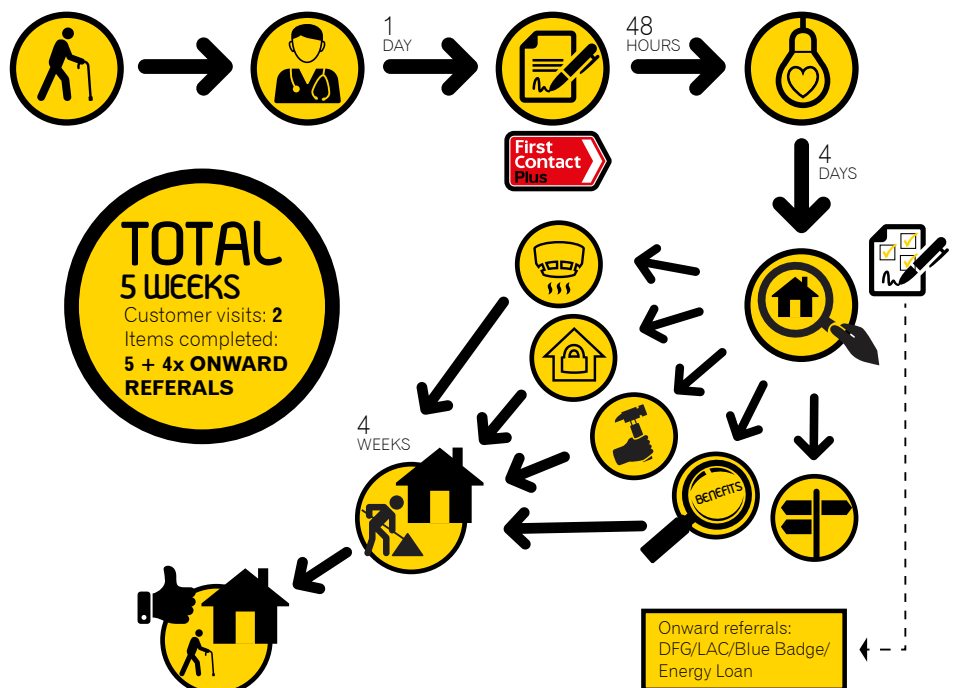 1
DAY
48
HOURS
First
Contact
Plus
4
DAYS
TOTAL
5 WEEKS
Customer visits: 2
Items completed:
5 + 4x ONWARD
REFERALS
4
WEEKS
BENEFITS
Onward referrals:
DFG/LAC/Blue Badge/
Energy Loan